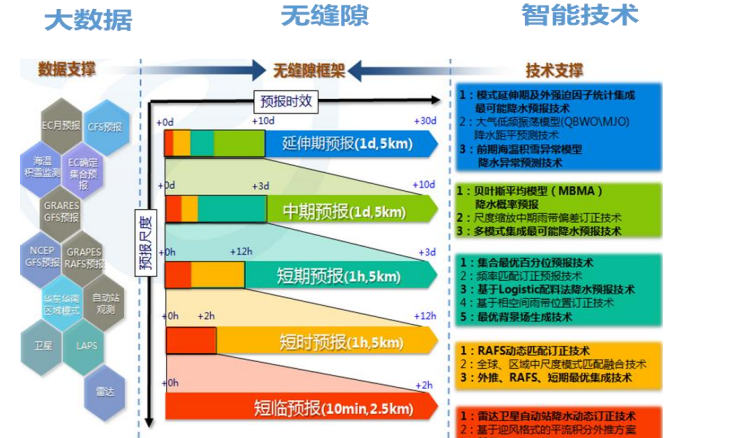 大数据
无缝隙
智能技术
数据支撑
无缝隙框架
技术支撑
预报时效
预报尺度
EC月预报
CFS预报
海温
积雪监测
EC确定
集合预
报
GRARES
GFS预报
NCEP
GFS预报
GRAPES
RAFS预报
华东华南
区域模式
自动站
观测
卫星
LAPS
雷达
+0d
+10d
+30d
延伸期预报(1d,5km)
+0d
+3d
+10d
中期预报(1d,5km)
+0h
+12h
+3d
短期预报(1h,5km)
+0h
+2h
+12h
短时预报(1h,5km)
+0h
+2h
短临预报(10min,2.5km)
1：模式延伸期及外强迫因子统计集成
最可能降水预报技术
2：大气低频振荡模型(QBWO\MJO)
降水距平预测技术
3：前期海温积雪异常模型
降水异常预测技术
1：贝叶斯平均模型（MBMA）
降水概率预报
2：尺度缩放中期雨带偏差订正技术
3：多模式集成最可能降水预报技术
1：集合最优百分位预报技术
2：频率匹配订正预报技术
3：基于Logistic配料法降水预报技术
4：基于相空间雨带位置订正技术
5：最优背景场生成技术
1：RAFS动态匹配订正技术
2：全球、区域中尺度模式匹配融合技术
3：外推、RAFS、短期最优集成技术
1：雷达卫星自动站降水动态订正技术
2：基于迎风格式的平流积分外推方案